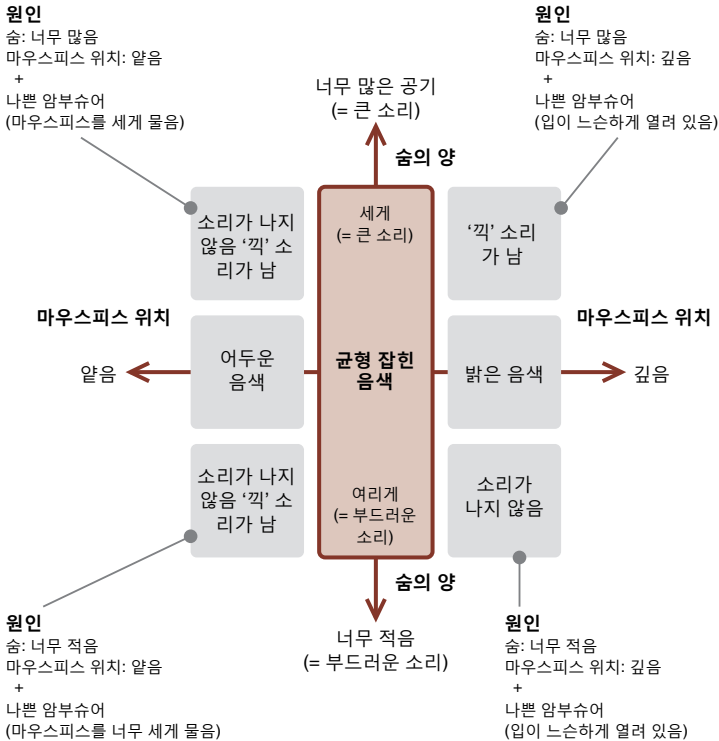 원인
숨: 너무 많음
마우스피스 위치: 얕음
+
나쁜 암부슈어
(마우스피스를 세게 물음)
원인
숨: 너무 많음
마우스피스 위치: 깊음
+
나쁜 암부슈어
(입이 느슨하게 열려 있음)
너무 많은 공기
(= 큰 소리)
숨의 양
소리가 나지
않음 ‘끽’ 소
리가 남
세게
(= 큰 소리)
‘끽’ 소리
가 남
마우스피스 위치
얕음
어두운
음색
균형 잡힌
음색
밝은 음색
마우스피스 위치
깊음
소리가 나지
않음 ‘끽’ 소
리가 남
여리게
(= 부드러운
소리)
소리가
나지 않음
숨의 양
너무 적음
(= 부드러운 소리)
원인
숨: 너무 적음
마우스피스 위치: 얕음
+
나쁜 암부슈어
(마우스피스를 너무 세게 물음)
원인
숨: 너무 적음
마우스피스 위치: 깊음
+
나쁜 암부슈어
(입이 느슨하게 열려 있음)